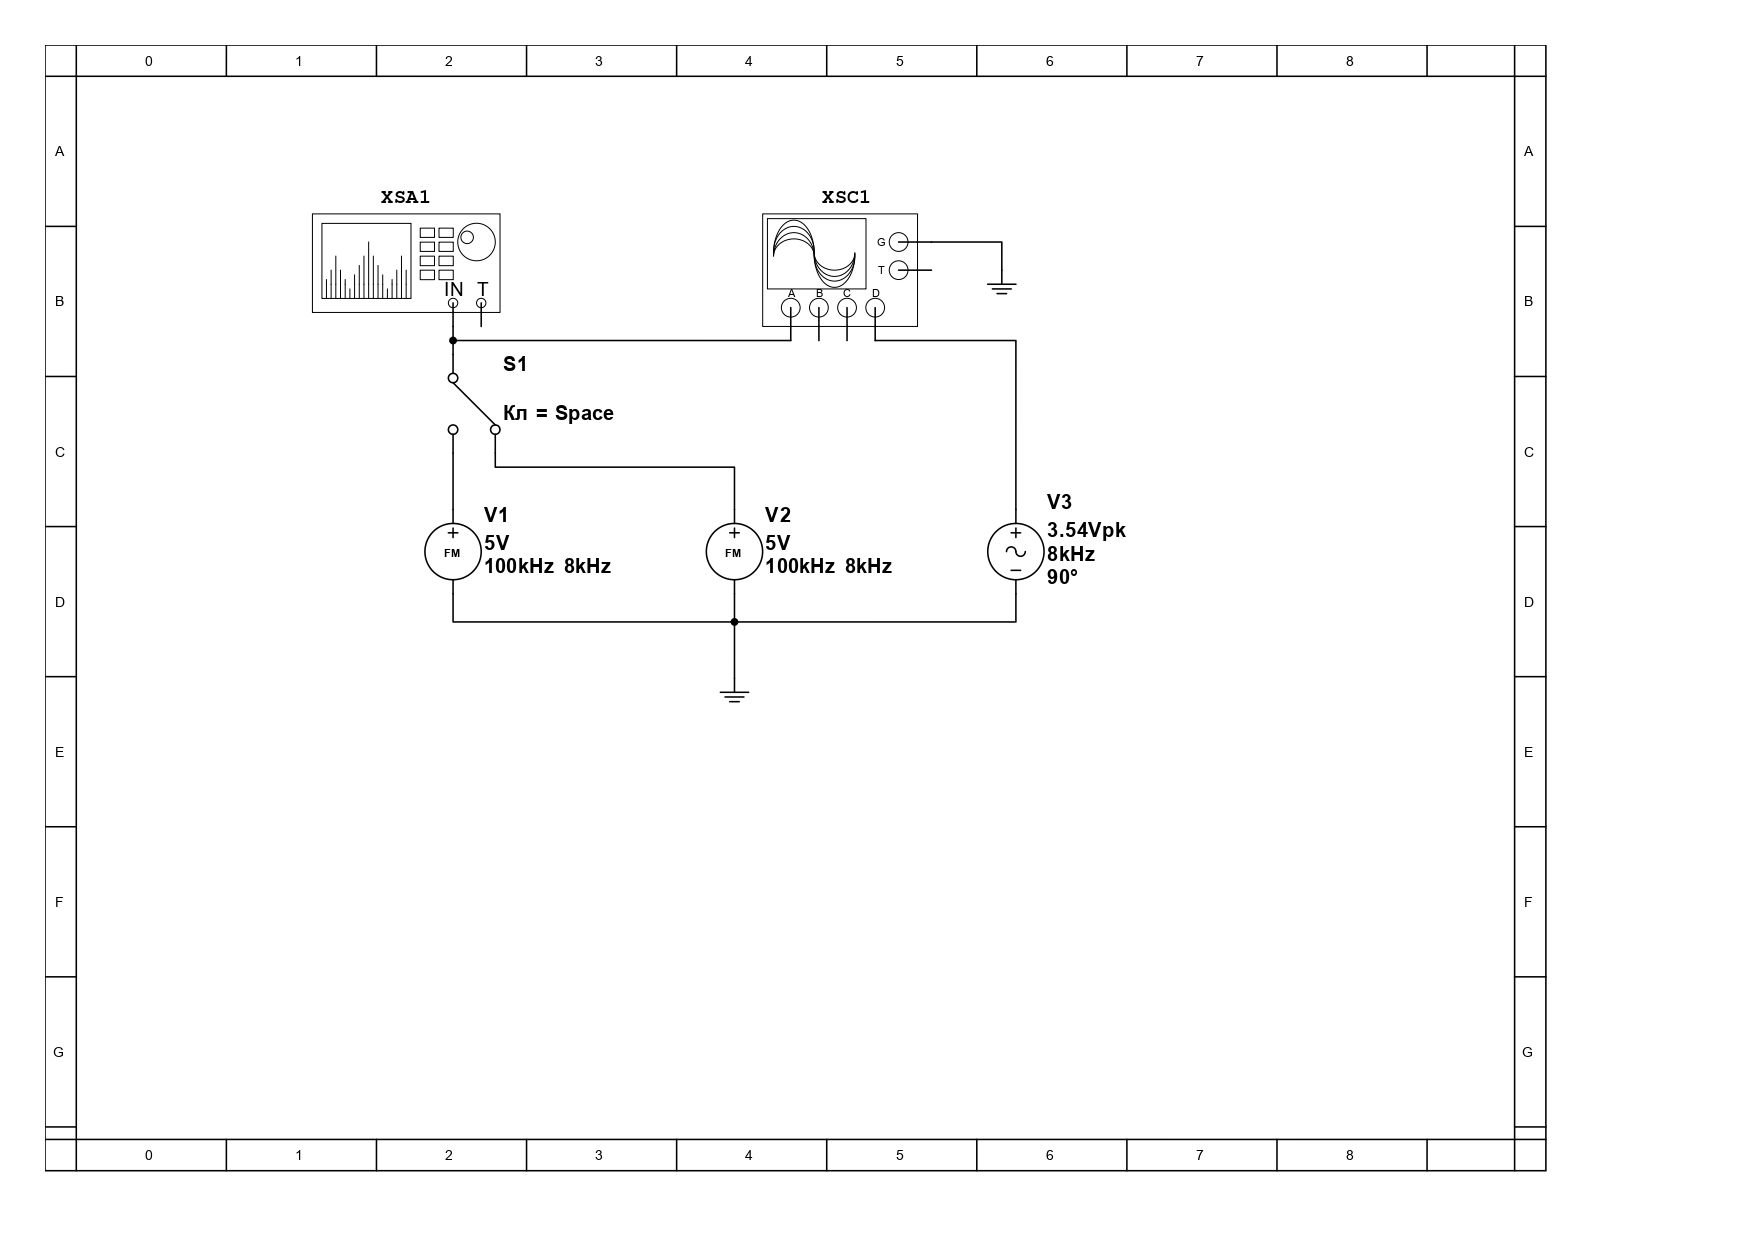 0 1 2 3 4 5 6 7 8
A A
XSA1 XSC1
B B
IN T
G
T
A B C D
S1
Кл = Space
C C
V1
5V
100kHz 8kHz
FM
V2
5V
100kHz 8kHz
FM
V3
3.54Vpk
8kHz
90°
D D
E E
F F
G G
0 1 2 3 4 5 6 7 8